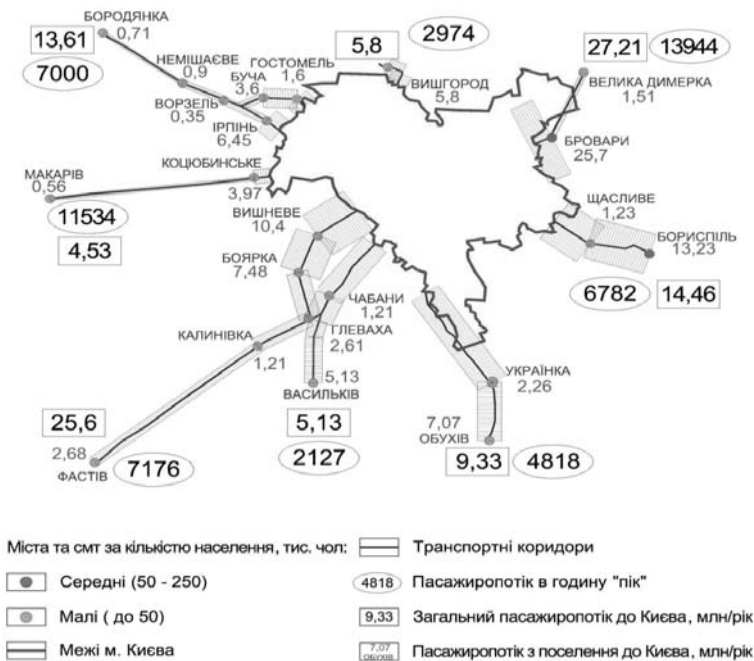 БОРОДЯНКА
0,71
13,61
7000
НЕМІШАЄВЕ
0,9
ГОСТОМЕЛЬ
1,6
БУЧА
3,6
ВОРЗЕЛЬ
0,35
ІРПІНЬ
6,45
5,8
2974
ВИШГОРОД
5,8
27,21
13944
ВЕЛИКА ДИМЕРКА
1,51
БРОВАРИ
25,7
МАКАРІВ
0,56
КОЦЮБИНСЬКЕ
3,97
11534
4,53
ВИШНЕВЕ
10,4
ЩАСЛИВЕ
1,23
БОРИСПІЛЬ
13,23
6782
14,46
БОЯРКА
7,48
ЧАБАНИ
1,21
ГЛЕВАХА
2,61
КАЛИНІВКА
1,21
5,13
ВАСИЛЬКІВ
УКРАЇНКА
2,26
25,6
2,68
ФАСТІВ
7176
5,13
2127
7,07
ОБУХІВ
9,33
4818
Міста та смт за кількістю населення, тис. чол:
Середні (50 - 250)
Малі ( до 50)
Межі м. Києва
Транспортні коридори
4818
Пасажиропотік в годину "пік"
9,33
Загальний пасажиропотік до Києва, млн/рік
7,07
ОБУХІВ
Пасажиропотік з поселення до Києва, млн/рік